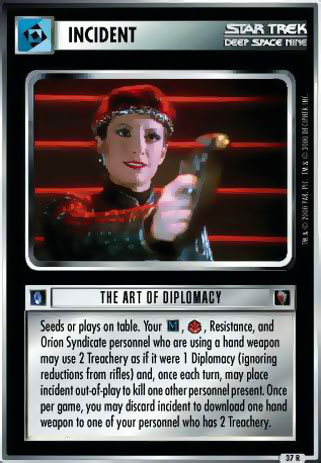 INCIDENT
STAR TREK
DEEP SPACE NINE
THE ART OF DIPLOMACY
Seeds or plays on table. Your M, , Resistance, and
Orion Syndicate personnel who are using a hand weapon
may use 2 Treachery as if it were 1 Diplomacy (ignoring
reductions from rifles) and, once each turn, may place
incident out-of-play to kill one other personnel present. Once
per game, you may discard incident to download one hand
weapon to one of your personnel who has 2 Treachery.
37 R